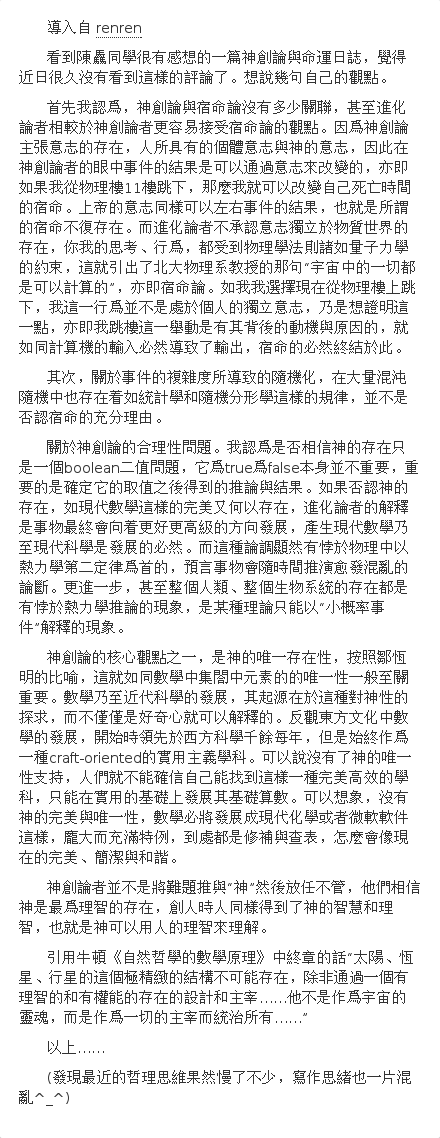 導入自 renren
看到陳驫同學很有感想的一篇神創論與命運日誌，覺得
近日很久沒有看到這樣的評論了。想說幾句自己的觀點。
首先我認爲，神創論與宿命論沒有多少關聯，甚至進化
論者相較於神創論者更容易接受宿命論的觀點。因爲神創論
主張意志的存在，人所具有的個體意志與神的意志，因此在
神創論者的眼中事件的結果是可以通過意志來改變的，亦即
如果我從物理樓11樓跳下，那麼我就可以改變自己死亡時間
的宿命。上帝的意志同樣可以左右事件的結果，也就是所謂
的宿命不復存在。而進化論者不承認意志獨立於物質世界的
存在，你我的思考、行爲，都受到物理學法則諸如量子力學
的約束，這就引出了北大物理系教授的那句“宇宙中的一切都
是可以計算的”，亦即宿命論。如我我選擇現在從物理樓上跳
下，我這一行爲並不是處於個人的獨立意志，乃是想證明這
一點，亦即我跳樓這一舉動是有其背後的動機與原因的，就
如同計算機的輸入必然導致了輸出，宿命的必然終結於此。
其次，關於事件的複雜度所導致的隨機化，在大量混沌
隨機中也存在着如統計學和隨機分形學這樣的規律，並不是
否認宿命的充分理由。
關於神創論的合理性問題。我認爲是否相信神的存在只
是一個boolean二值問題，它爲true爲false本身並不重要，重
要的是確定它的取值之後得到的推論與結果。如果否認神的
存在，如現代數學這樣的完美又何以存在，進化論者的解釋
是事物最終會向着更好更高級的方向發展，產生現代數學乃
至現代科學是發展的必然。而這種論調顯然有悖於物理中以
熱力學第二定律爲首的，預言事物會隨時間推演愈發混亂的
論斷。更進一步，甚至整個人類、整個生物系統的存在都是
有悖於熱力學推論的現象，是某種理論只能以“小概率事
件”解釋的現象。
神創論的核心觀點之一，是神的唯一存在性，按照鄒恆
明的比喻，這就如同數學中集閤中元素的的唯一性一般至關
重要。數學乃至近代科學的發展，其起源在於這種對神性的
探求，而不僅僅是好奇心就可以解釋的。反觀東方文化中數
學的發展，開始時領先於西方科學千餘每年，但是始終作爲
一種craft-oriented的實用主義學科。可以說沒有了神的唯一
性支持，人們就不能確信自己能找到這樣一種完美高效的學
科，只能在實用的基礎上發展其基礎算數。可以想象，沒有
神的完美與唯一性，數學必將發展成現代化學或者微軟軟件
這樣，龐大而充滿特例，到處都是修補與查表，怎麼會像現
在的完美、簡潔與和諧。
神創論者並不是將難題推與“神”然後放任不管，他們相信
神是最爲理智的存在，創人時人同樣得到了神的智慧和理
智，也就是神可以用人的理智來理解。
引用牛頓《自然哲學的數學原理》中終章的話“太陽、恆
星、行星的這個極精緻的結構不可能存在，除非通過一個有
理智的和有權能的存在的設計和主宰……他不是作爲宇宙的
靈魂，而是作爲一切的主宰而統治所有……”
以上……
(發現最近的哲理思維果然慢了不少，寫作思緒也一片混
亂^_^)